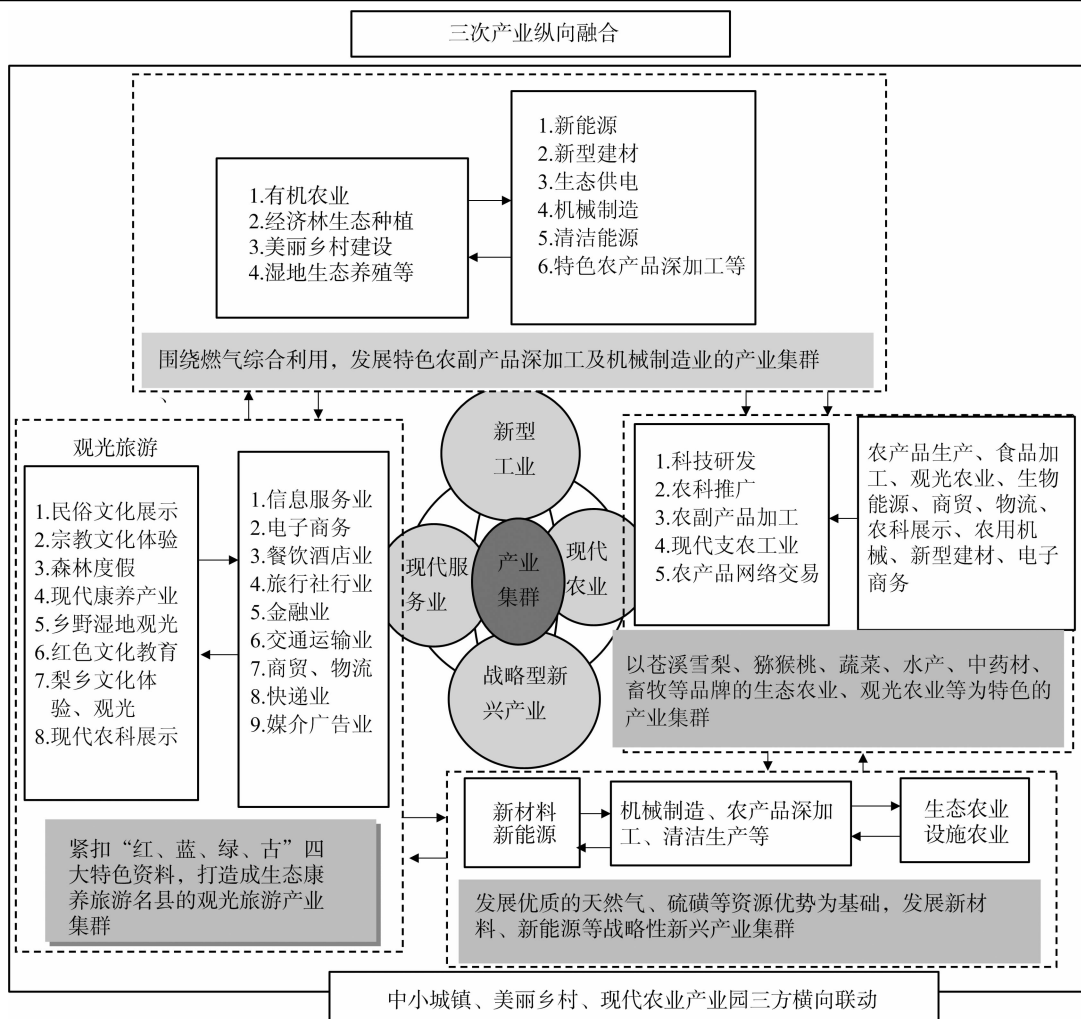 三次产业纵向融合
1.有机农业
2.经济林生态种植
3.美丽乡村建设
4.湿地生态养殖等
1.新能源
2.新型建材
3.生态供电
4.机械制造
5.清洁能源
6.特色农产品深加工等
围绕燃气综合利用，发展特色农副产品深加工及机械制造业的产业集群
、
观光旅游
1.民俗文化展示
2.宗教文化体验
3.森林度假
4.现代康养产业
5.乡野湿地观光
6.红色文化教育
7.梨乡文化体
验、观光
8.现代农科展示
1.信息服务业
2.电子商务
3.餐饮酒店业
4.旅行社行业
5.金融业
6.交通运输业
7.商贸、物流
8.快递业
9.媒介广告业
紧扣“红、蓝、绿、古”四
大特色资料，打造成生态康
养旅游名县的观光旅游产业
集群
新型
工业
现代服
务业
产业
集群
现代
农业
战略型新
兴产业
1.科技研发
2.农科推广
3.农副产品加工
4.现代支农工业
5.农产品网络交易
农产品生产、食品加
工、观光农业、生物
能源、商贸、物流、
农科展示、农用机
械、新型建材、电子
商务
以苍溪雪梨、猕猴桃、蔬菜、水产、中药材、
畜牧等品牌的生态农业、观光农业等为特色的
产业集群
新材料
新能源
机械制造、农产品深加
工、清洁生产等
生态农业
设施农业
发展优质的天然气、硫磺等资源优势为基础，发展新材
料、新能源等战略性新兴产业集群
中小城镇、美丽乡村、现代农业产业园三方横向联动